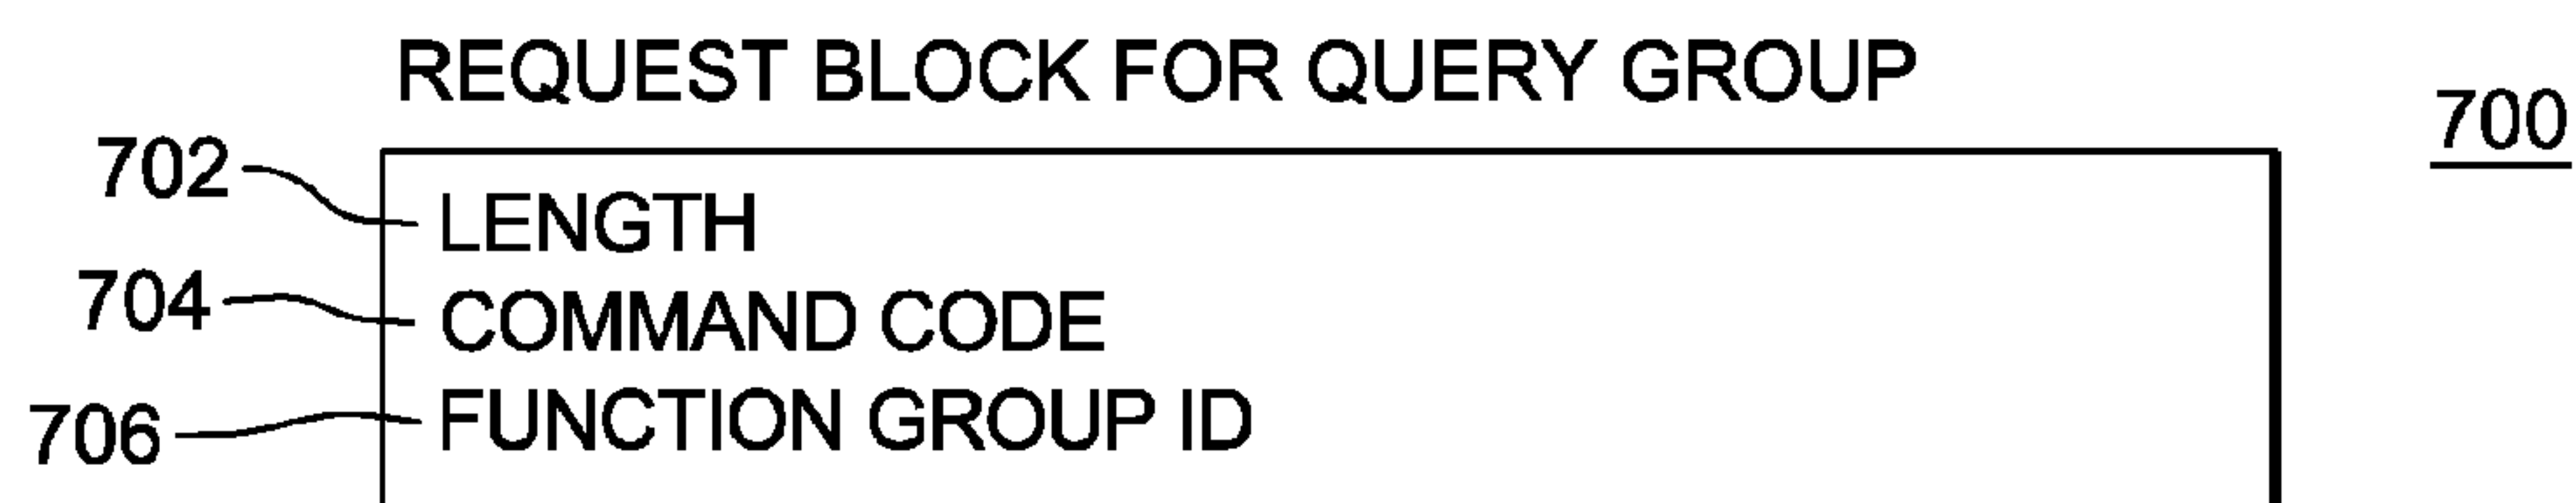 REQUEST BLOCK FOR QUERY GROUP
700
702
LENGTH
704
COMMAND CODE
706
FUNCTION GROUP ID